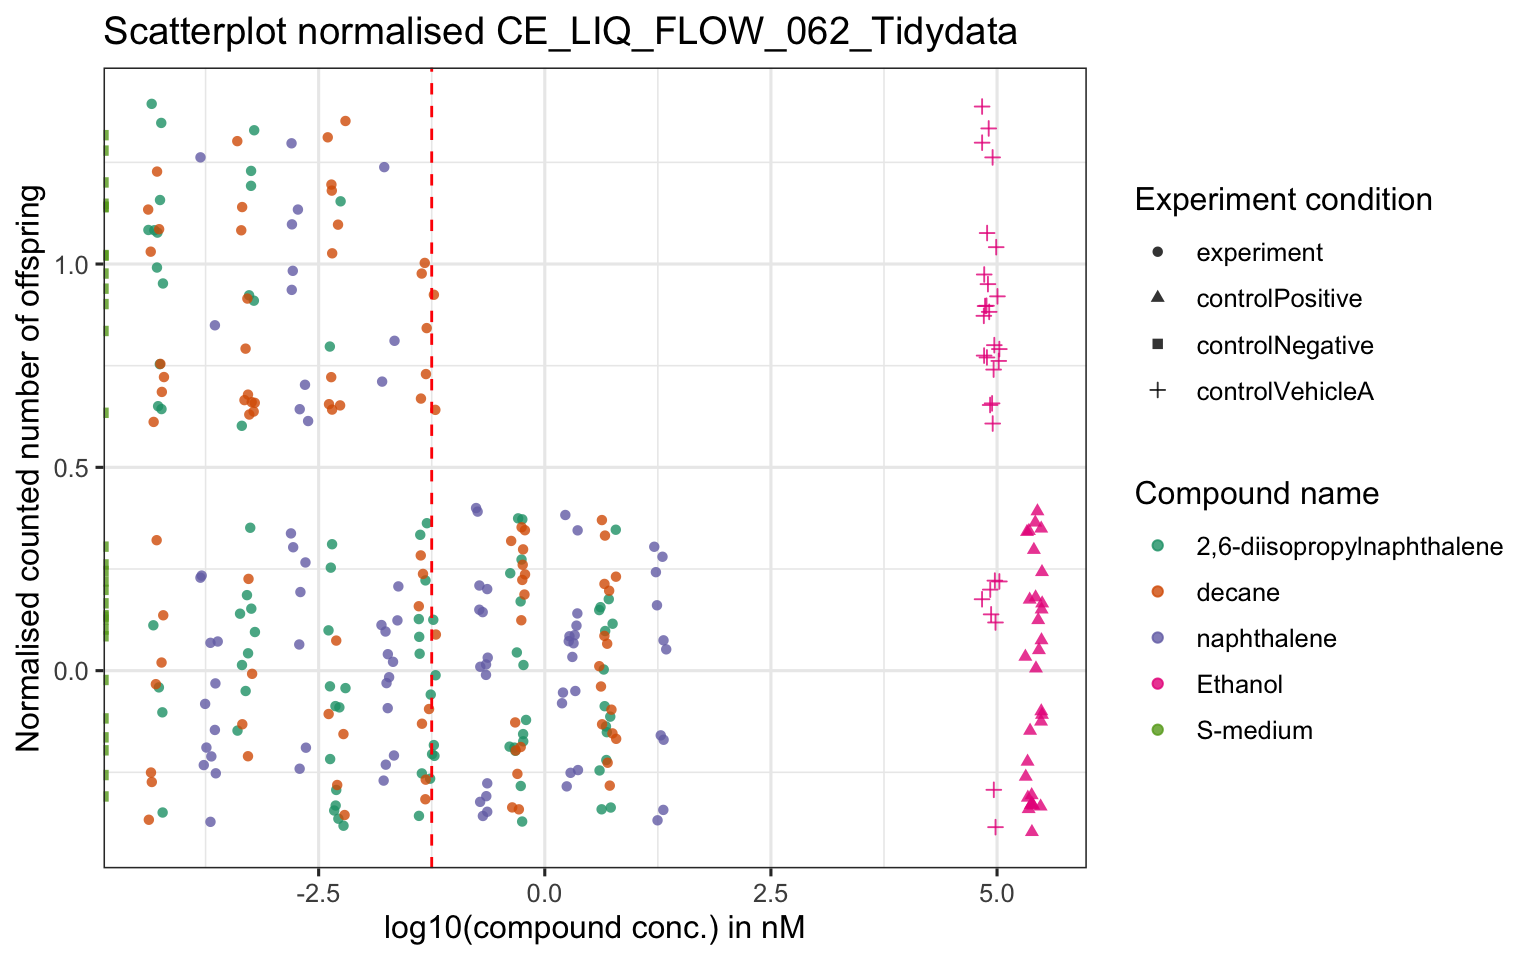 Scatterplot normalised CE_LIQ_FLOW_062_Tidydata
Normalised counted number of offspring
1.0
0.5
0.0
-2.5
0.0
2.5
5.0
log10(compound conc.) in nM
Experiment condition
experiment
controlPositive
controlNegative
controlVehicleA
Compound name
2,6-diisopropylnaphthalene
decane
naphthalene
Ethanol
S-medium